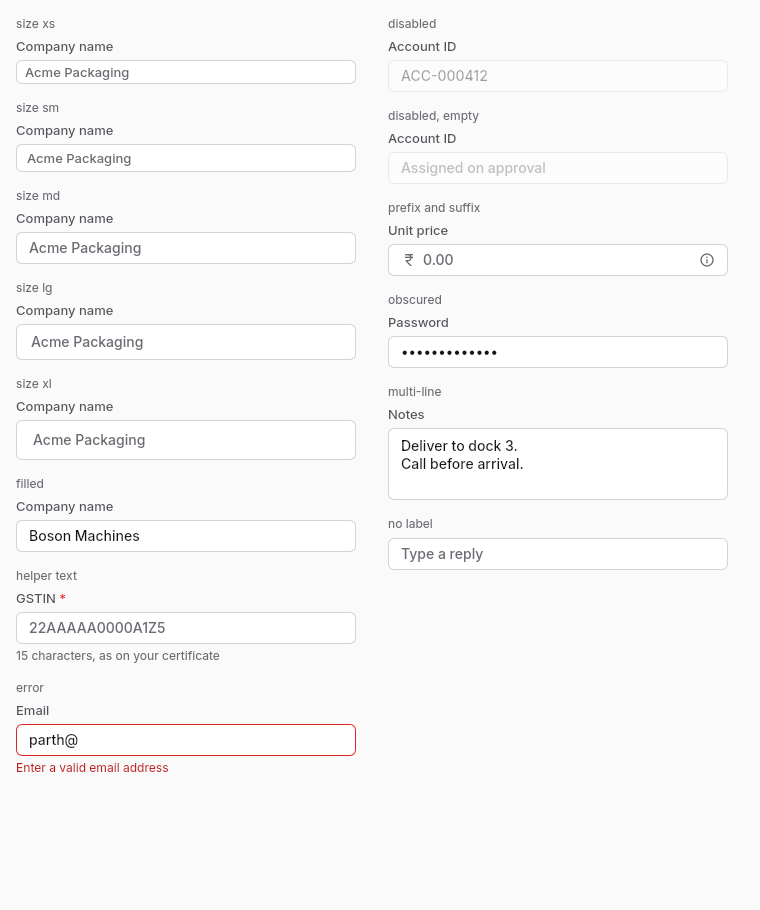 size xs
Company name
Acme Packaging
size sm
Company name
Acme Packaging
size md
Company name
Acme Packaging
size lg
Company name
Acme Packaging
size xl
Company name
Acme Packaging
filled
Company name
Boson Machines
helper text
GSTIN *
22AAAAA0000A1Z5
15 characters, as on your certificate
error
Email
parth@
Enter a valid email address
disabled
Account ID
ACC-000412
disabled, empty
Account ID
Assigned on approval
prefix and suffix
Unit price
₹ 0.00
obscured
Password
•••••••••••••
multi-line
Notes
Deliver to dock 3.
Call before arrival.
no label
Type a reply